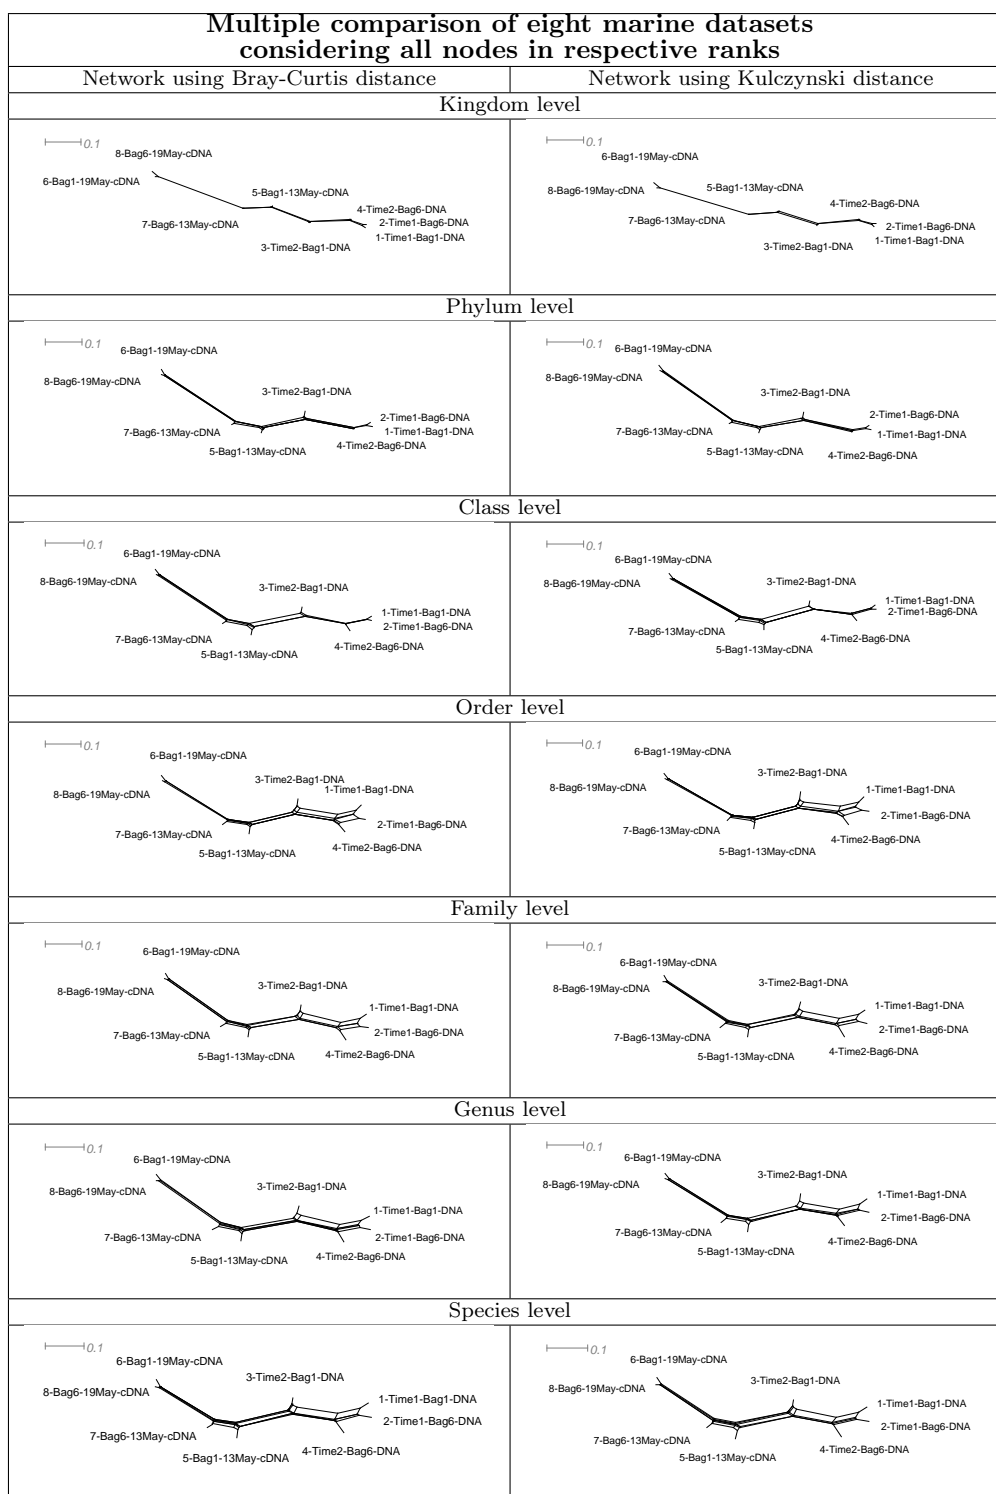 Multiple comparison of eight marine datasets
considering all nodes in respective ranks
Network using Bray-Curtis distance
Network using Kulczynski distance
Kingdom level
0.1
8-Bag6-19May-cDNA
6-Bag1-19May-cDNA
5-Bag1-13May-cDNA
4-Time2-Bag6-DNA
7-Bag6-13May-cDNA
2-Time1-Bag6-DNA
1-Time1-Bag1-DNA
3-Time2-Bag1-DNA
0.1
6-Bag1-19May-cDNA
8-Bag6-19May-cDNA
5-Bag1-13May-cDNA
4-Time2-Bag6-DNA
7-Bag6-13May-cDNA
2-Time1-Bag6-DNA
1-Time1-Bag1-DNA
3-Time2-Bag1-DNA
Phylum level
0.1
6-Bag1-19May-cDNA
8-Bag6-19May-cDNA
3-Time2-Bag1-DNA
2-Time1-Bag6-DNA
7-Bag6-13May-cDNA
1-Time1-Bag1-DNA
4-Time2-Bag6-DNA
5-Bag1-13May-cDNA
0.1
6-Bag1-19May-cDNA
8-Bag6-19May-cDNA
3-Time2-Bag1-DNA
2-Time1-Bag6-DNA
7-Bag6-13May-cDNA
1-Time1-Bag1-DNA
5-Bag1-13May-cDNA
4-Time2-Bag6-DNA
Class level
0.1
6-Bag1-19May-cDNA
8-Bag6-19May-cDNA
3-Time2-Bag1-DNA
1-Time1-Bag1-DNA
2-Time1-Bag6-DNA
7-Bag6-13May-cDNA
4-Time2-Bag6-DNA
5-Bag1-13May-cDNA
0.1
6-Bag1-19May-cDNA
8-Bag6-19May-cDNA
3-Time2-Bag1-DNA
1-Time1-Bag1-DNA
2-Time1-Bag6-DNA
7-Bag6-13May-cDNA
4-Time2-Bag6-DNA
5-Bag1-13May-cDNA
Order level
0.1
6-Bag1-19May-cDNA
3-Time2-Bag1-DNA
8-Bag6-19May-cDNA
1-Time1-Bag1-DNA
2-Time1-Bag6-DNA
7-Bag6-13May-cDNA
4-Time2-Bag6-DNA
5-Bag1-13May-cDNA
0.1
6-Bag1-19May-cDNA
3-Time2-Bag1-DNA
8-Bag6-19May-cDNA
1-Time1-Bag1-DNA
2-Time1-Bag6-DNA
7-Bag6-13May-cDNA
4-Time2-Bag6-DNA
5-Bag1-13May-cDNA
Family level
0.1
6-Bag1-19May-cDNA
3-Time2-Bag1-DNA
8-Bag6-19May-cDNA
1-Time1-Bag1-DNA
2-Time1-Bag6-DNA
7-Bag6-13May-cDNA
4-Time2-Bag6-DNA
5-Bag1-13May-cDNA
0.1
6-Bag1-19May-cDNA
3-Time2-Bag1-DNA
8-Bag6-19May-cDNA
1-Time1-Bag1-DNA
2-Time1-Bag6-DNA
7-Bag6-13May-cDNA
4-Time2-Bag6-DNA
5-Bag1-13May-cDNA
Genus level
0.1
6-Bag1-19May-cDNA
3-Time2-Bag1-DNA
8-Bag6-19May-cDNA
1-Time1-Bag1-DNA
7-Bag6-13May-cDNA
2-Time1-Bag6-DNA
4-Time2-Bag6-DNA
5-Bag1-13May-cDNA
0.1
6-Bag1-19May-cDNA
3-Time2-Bag1-DNA
8-Bag6-19May-cDNA
1-Time1-Bag1-DNA
2-Time1-Bag6-DNA
7-Bag6-13May-cDNA
4-Time2-Bag6-DNA
5-Bag1-13May-cDNA
Species level
0.1
6-Bag1-19May-cDNA
3-Time2-Bag1-DNA
8-Bag6-19May-cDNA
1-Time1-Bag1-DNA
2-Time1-Bag6-DNA
7-Bag6-13May-cDNA
4-Time2-Bag6-DNA
5-Bag1-13May-cDNA
0.1
6-Bag1-19May-cDNA
3-Time2-Bag1-DNA
8-Bag6-19May-cDNA
1-Time1-Bag1-DNA
2-Time1-Bag6-DNA
7-Bag6-13May-cDNA
4-Time2-Bag6-DNA
5-Bag1-13May-cDNA